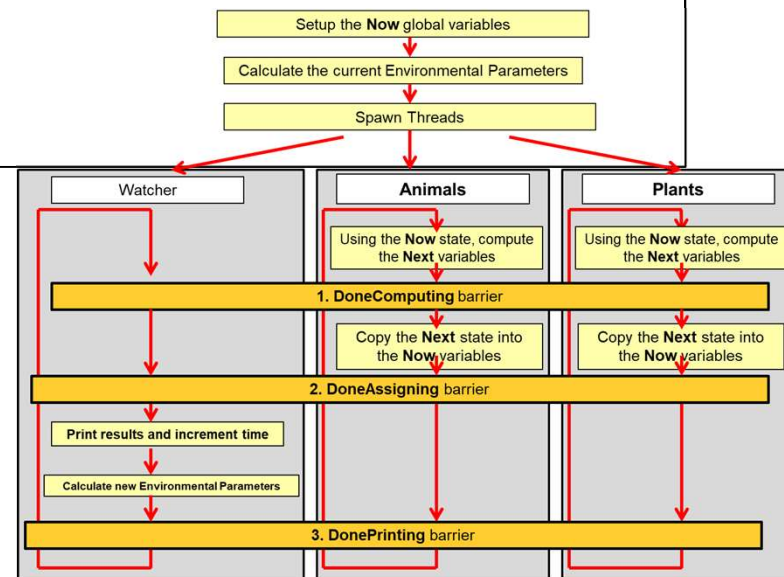 Setup the Now global variables
Calculate the current Environmental Parameters
Spawn Threads
Watcher
Animals
Plants
Using the Now state, compute
the Next variables
Using the Now state, compute
the Next variables
1. DoneComputing barrier
Copy the Next state into
the Now variables
Copy the Next state into
the Now variables
2. DoneAssigning barrier
Print results and increment time
Calculate new Environmental Parameters
3. DonePrinting barrier